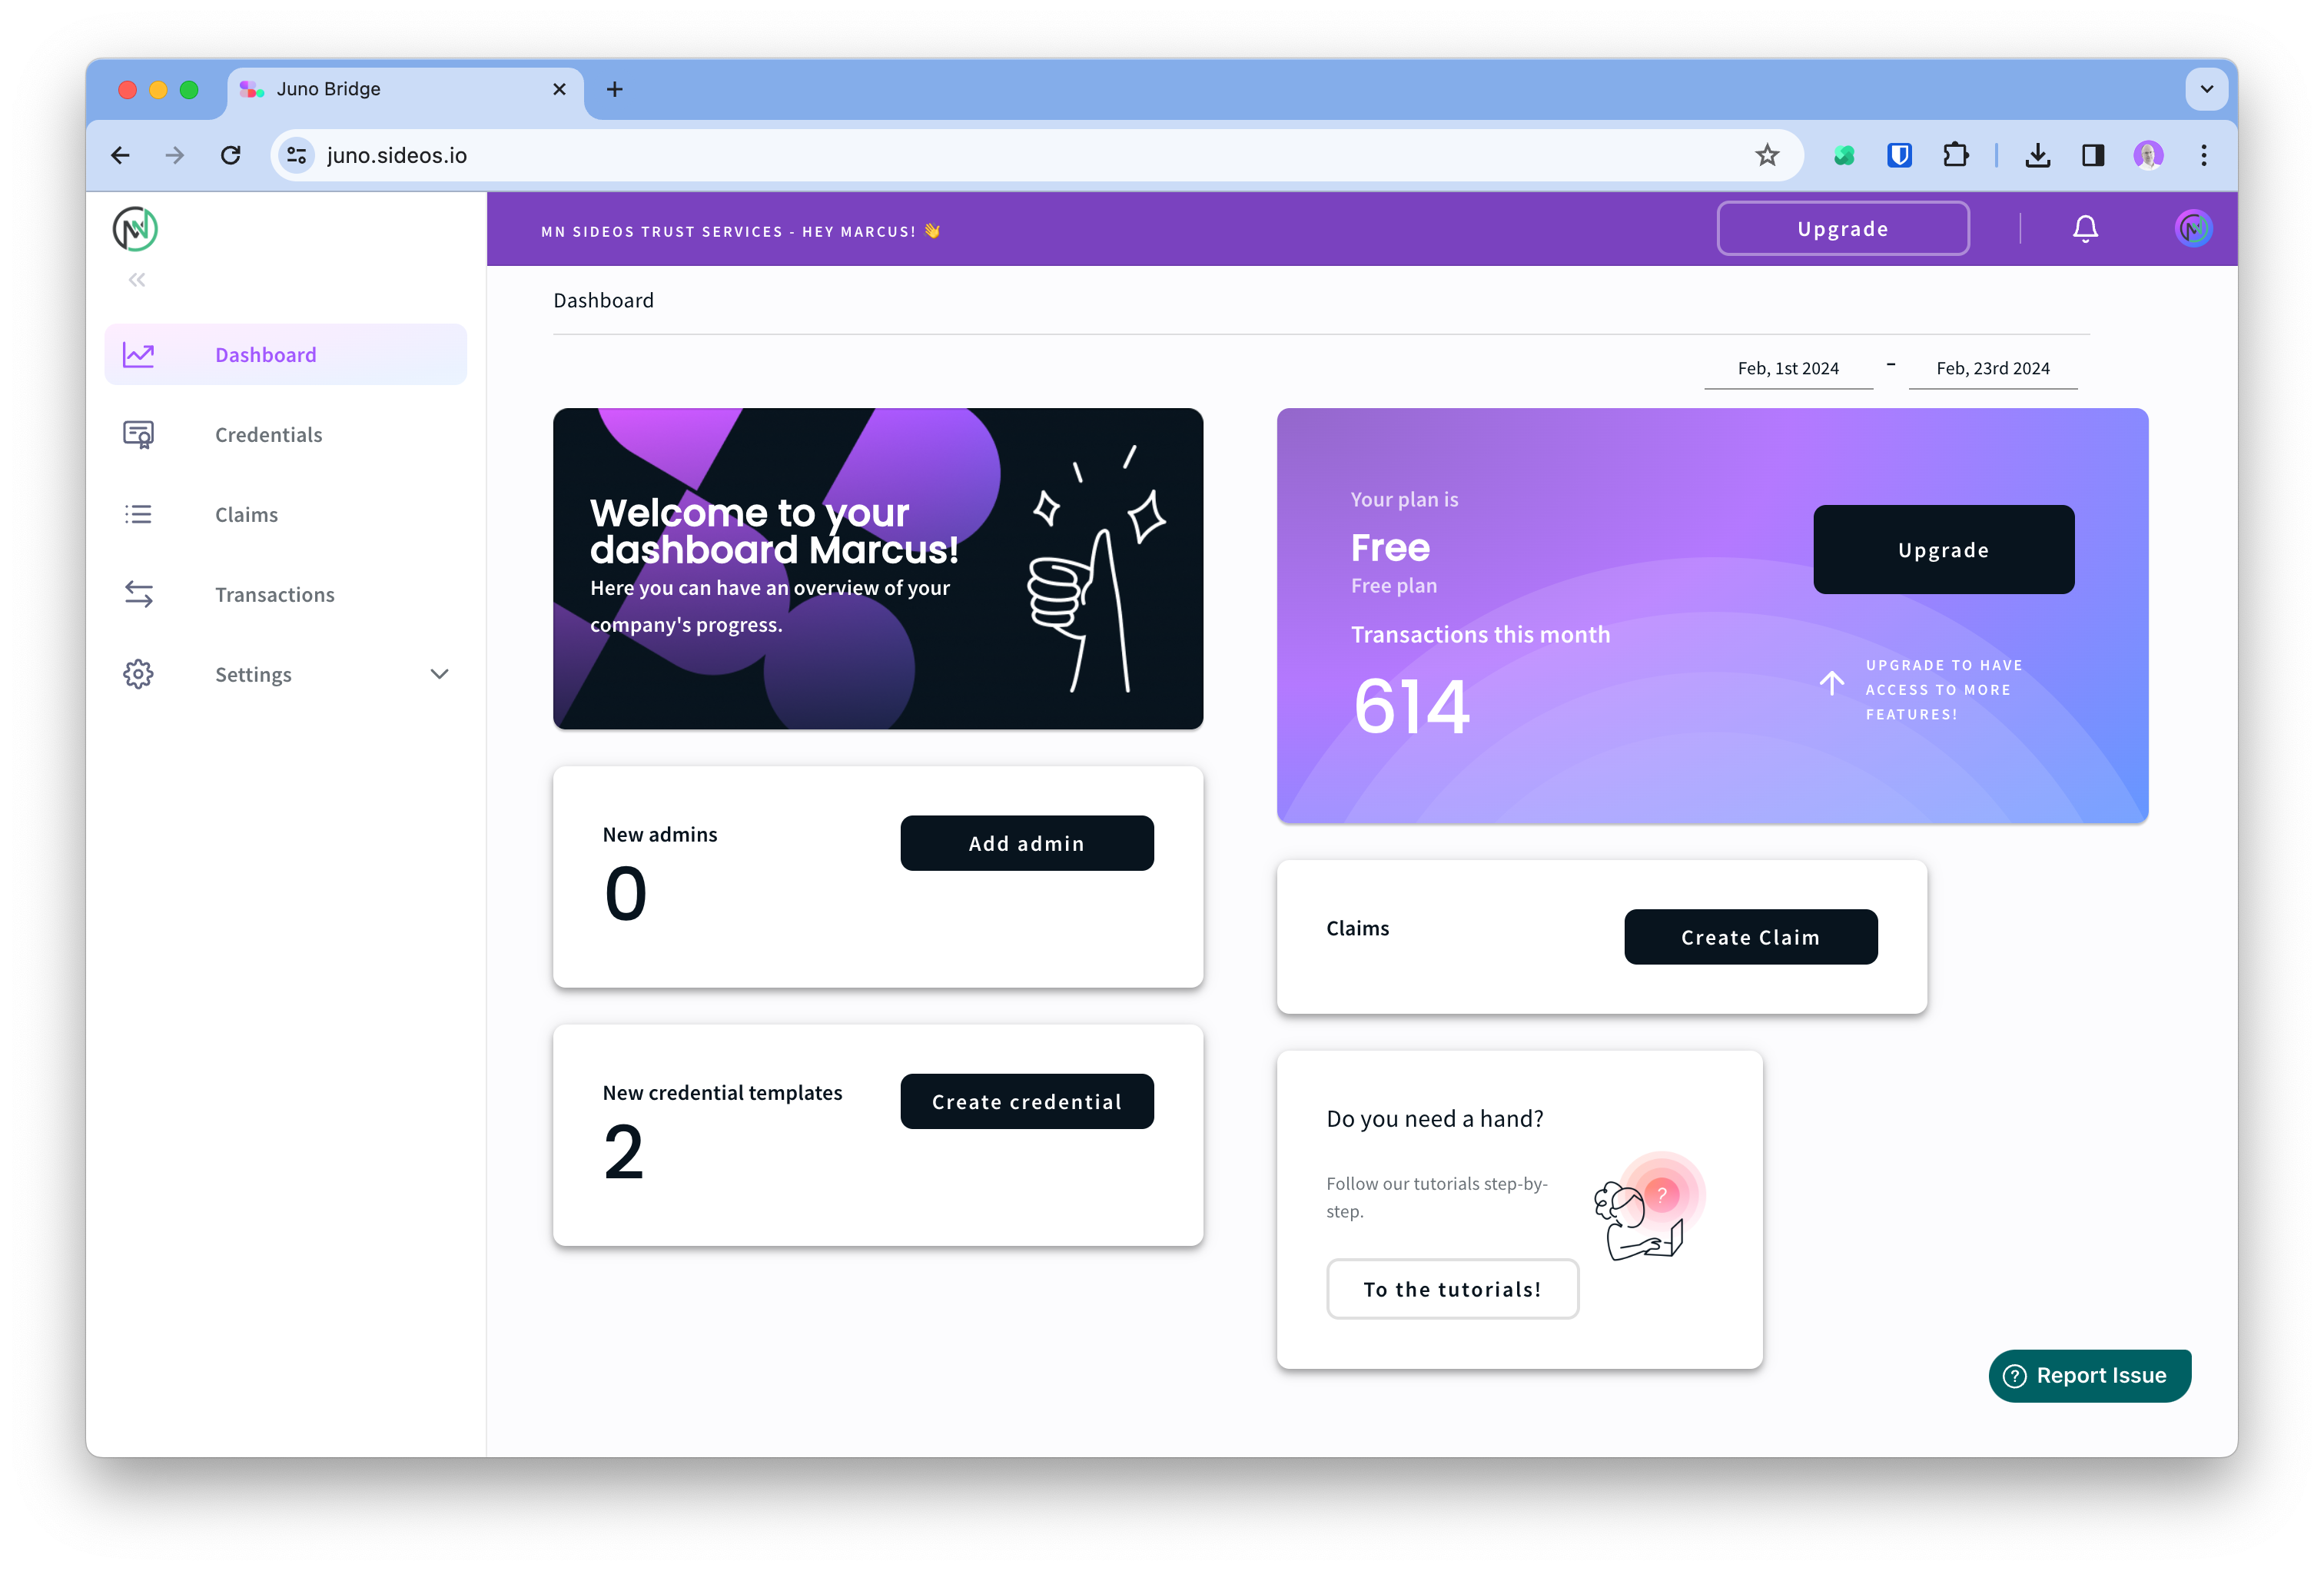 Juno Bridge
juno.sideos.io
MN SIDEOS TRUST SERVICES - HEY MARCUS! 👋
Upgrade
Dashboard
Credentials
Claims
Transactions
Settings
Dashboard
Feb, 1st 2024 - Feb, 23rd 2024
Welcome to your
dashboard Marcus!
Here you can have an overview of your
company's progress.
Your plan is
Free
Free plan
Upgrade
Transactions this month
614
UPGRADE TO HAVE
ACCESS TO MORE
FEATURES!
New admins
0
Add admin
Claims
Create Claim
New credential templates
2
Create credential
Do you need a hand?
Follow our tutorials step-by-
step.
?
To the tutorials!
? Report Issue